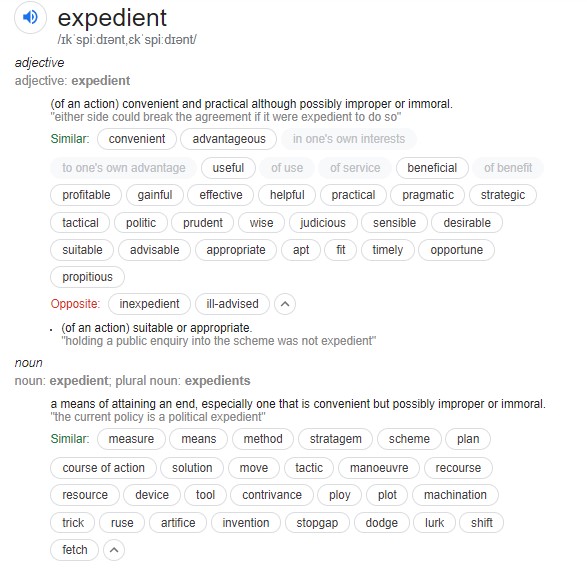 expedient
/ɪkˈspiːdɪənt,ɛkˈspiːdɪənt/
adjective
adjective: expedient
(of an action) convenient and practical although possibly improper or immoral.
"either side could break the agreement if it were expedient to do so"
Similar: convenient advantageous in one's own interests
to one's own advantage useful of use of service beneficial of benefit
profitable gainful effective helpful practical pragmatic strategic
tactical politic prudent wise judicious sensible desirable
suitable advisable appropriate apt fit timely opportune
propitious
Opposite: inexpedient ill-advised
• (of an action) suitable or appropriate.
"holding a public enquiry into the scheme was not expedient"
noun
noun: expedient; plural noun: expedients
a means of attaining an end, especially one that is convenient but possibly improper or immoral.
"the current policy is a political expedient"
Similar: measure means method stratagem scheme plan
course of action solution move tactic manoeuvre recourse
resource device tool contrivance ploy plot machination
trick ruse artifice invention stopgap dodge lurk shift
fetch